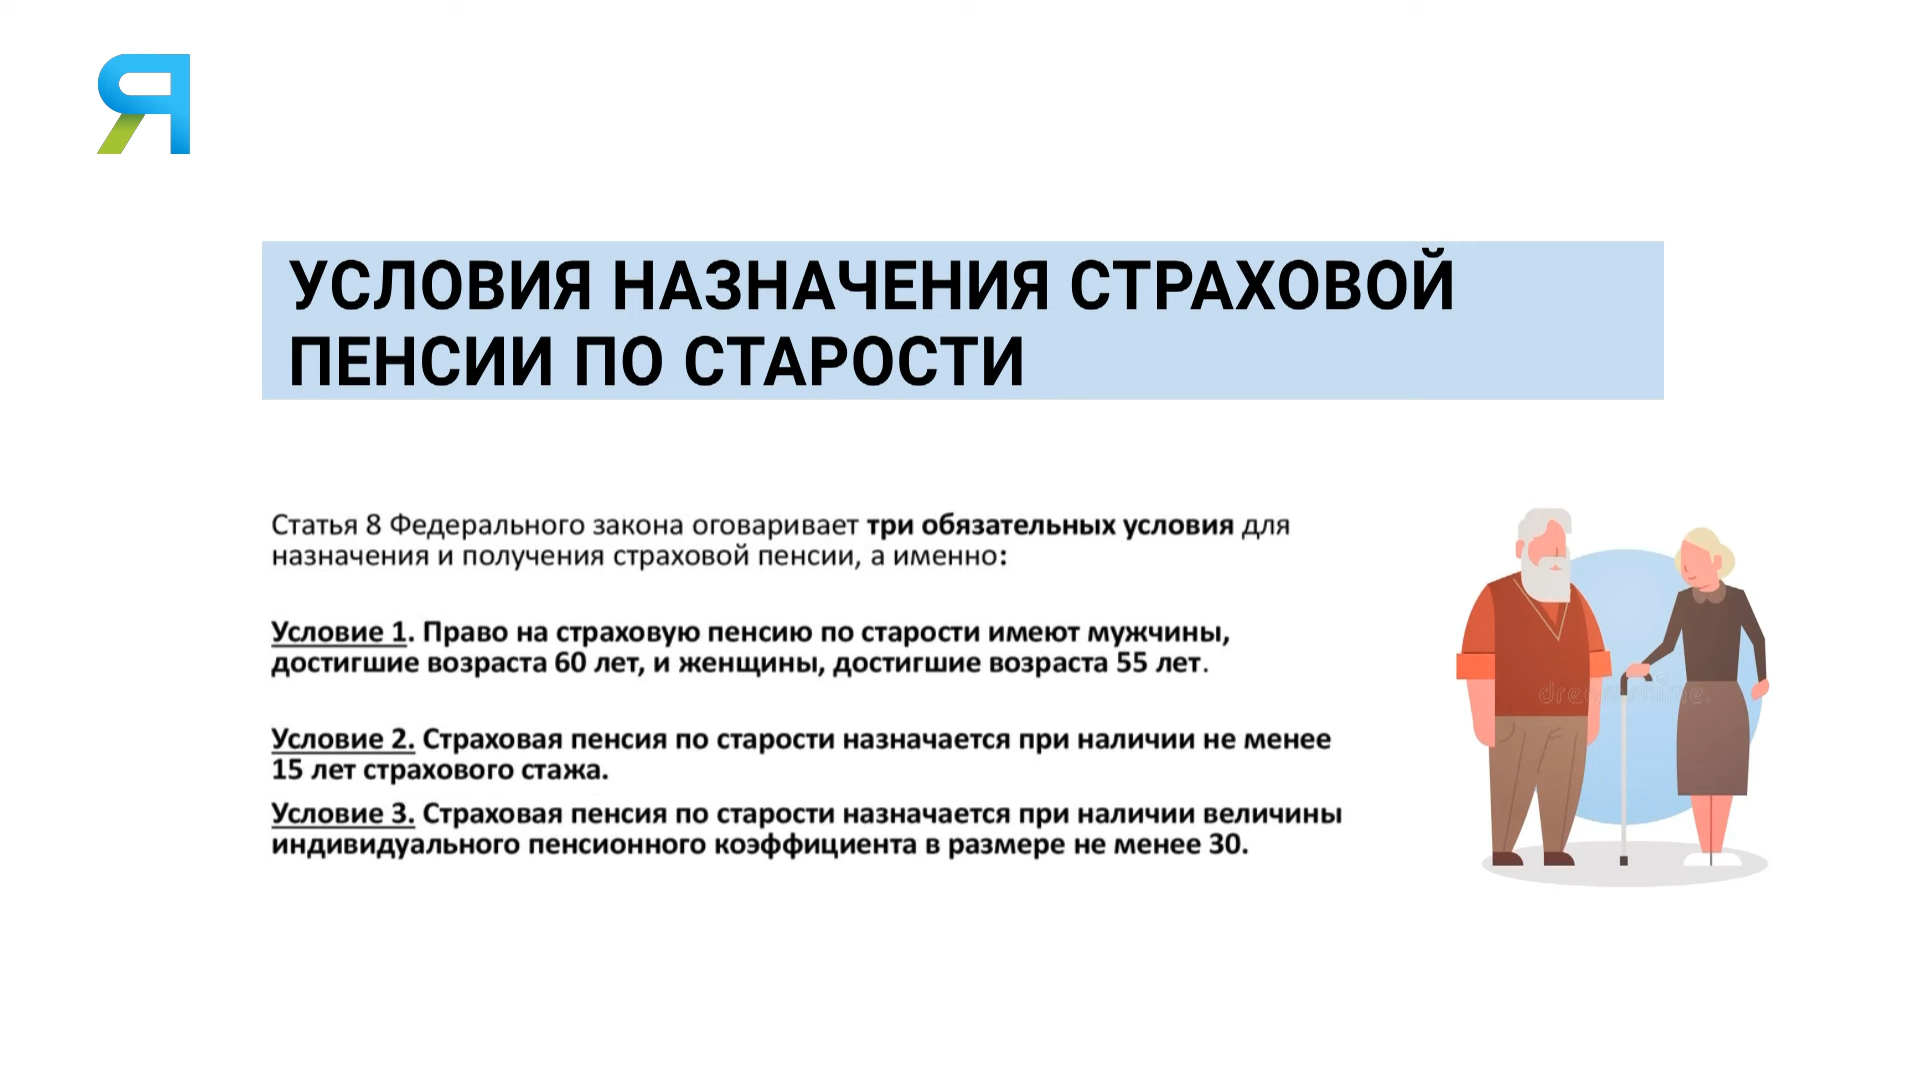 Я
УСЛОВИЯ НАЗНАЧЕНИЯ СТРАХОВОЙ
ПЕНСИИ ПО СТАРОСТИ
Статья 8 Федерального закона оговаривает три обязательных условия для
назначения и получения страховой пенсии, а именно:
Условие 1. Право на страховую пенсию по старости имеют мужчины,
достигшие возраста 60 лет, и женщины, достигшие возраста 55 лет.
Условие 2. Страховая пенсия по старости назначается при наличии не менее
15 лет страхового стажа.
Условие 3. Страховая пенсия по старости назначается при наличии величины
индивидуального пенсионного коэффициента в размере не менее 30.